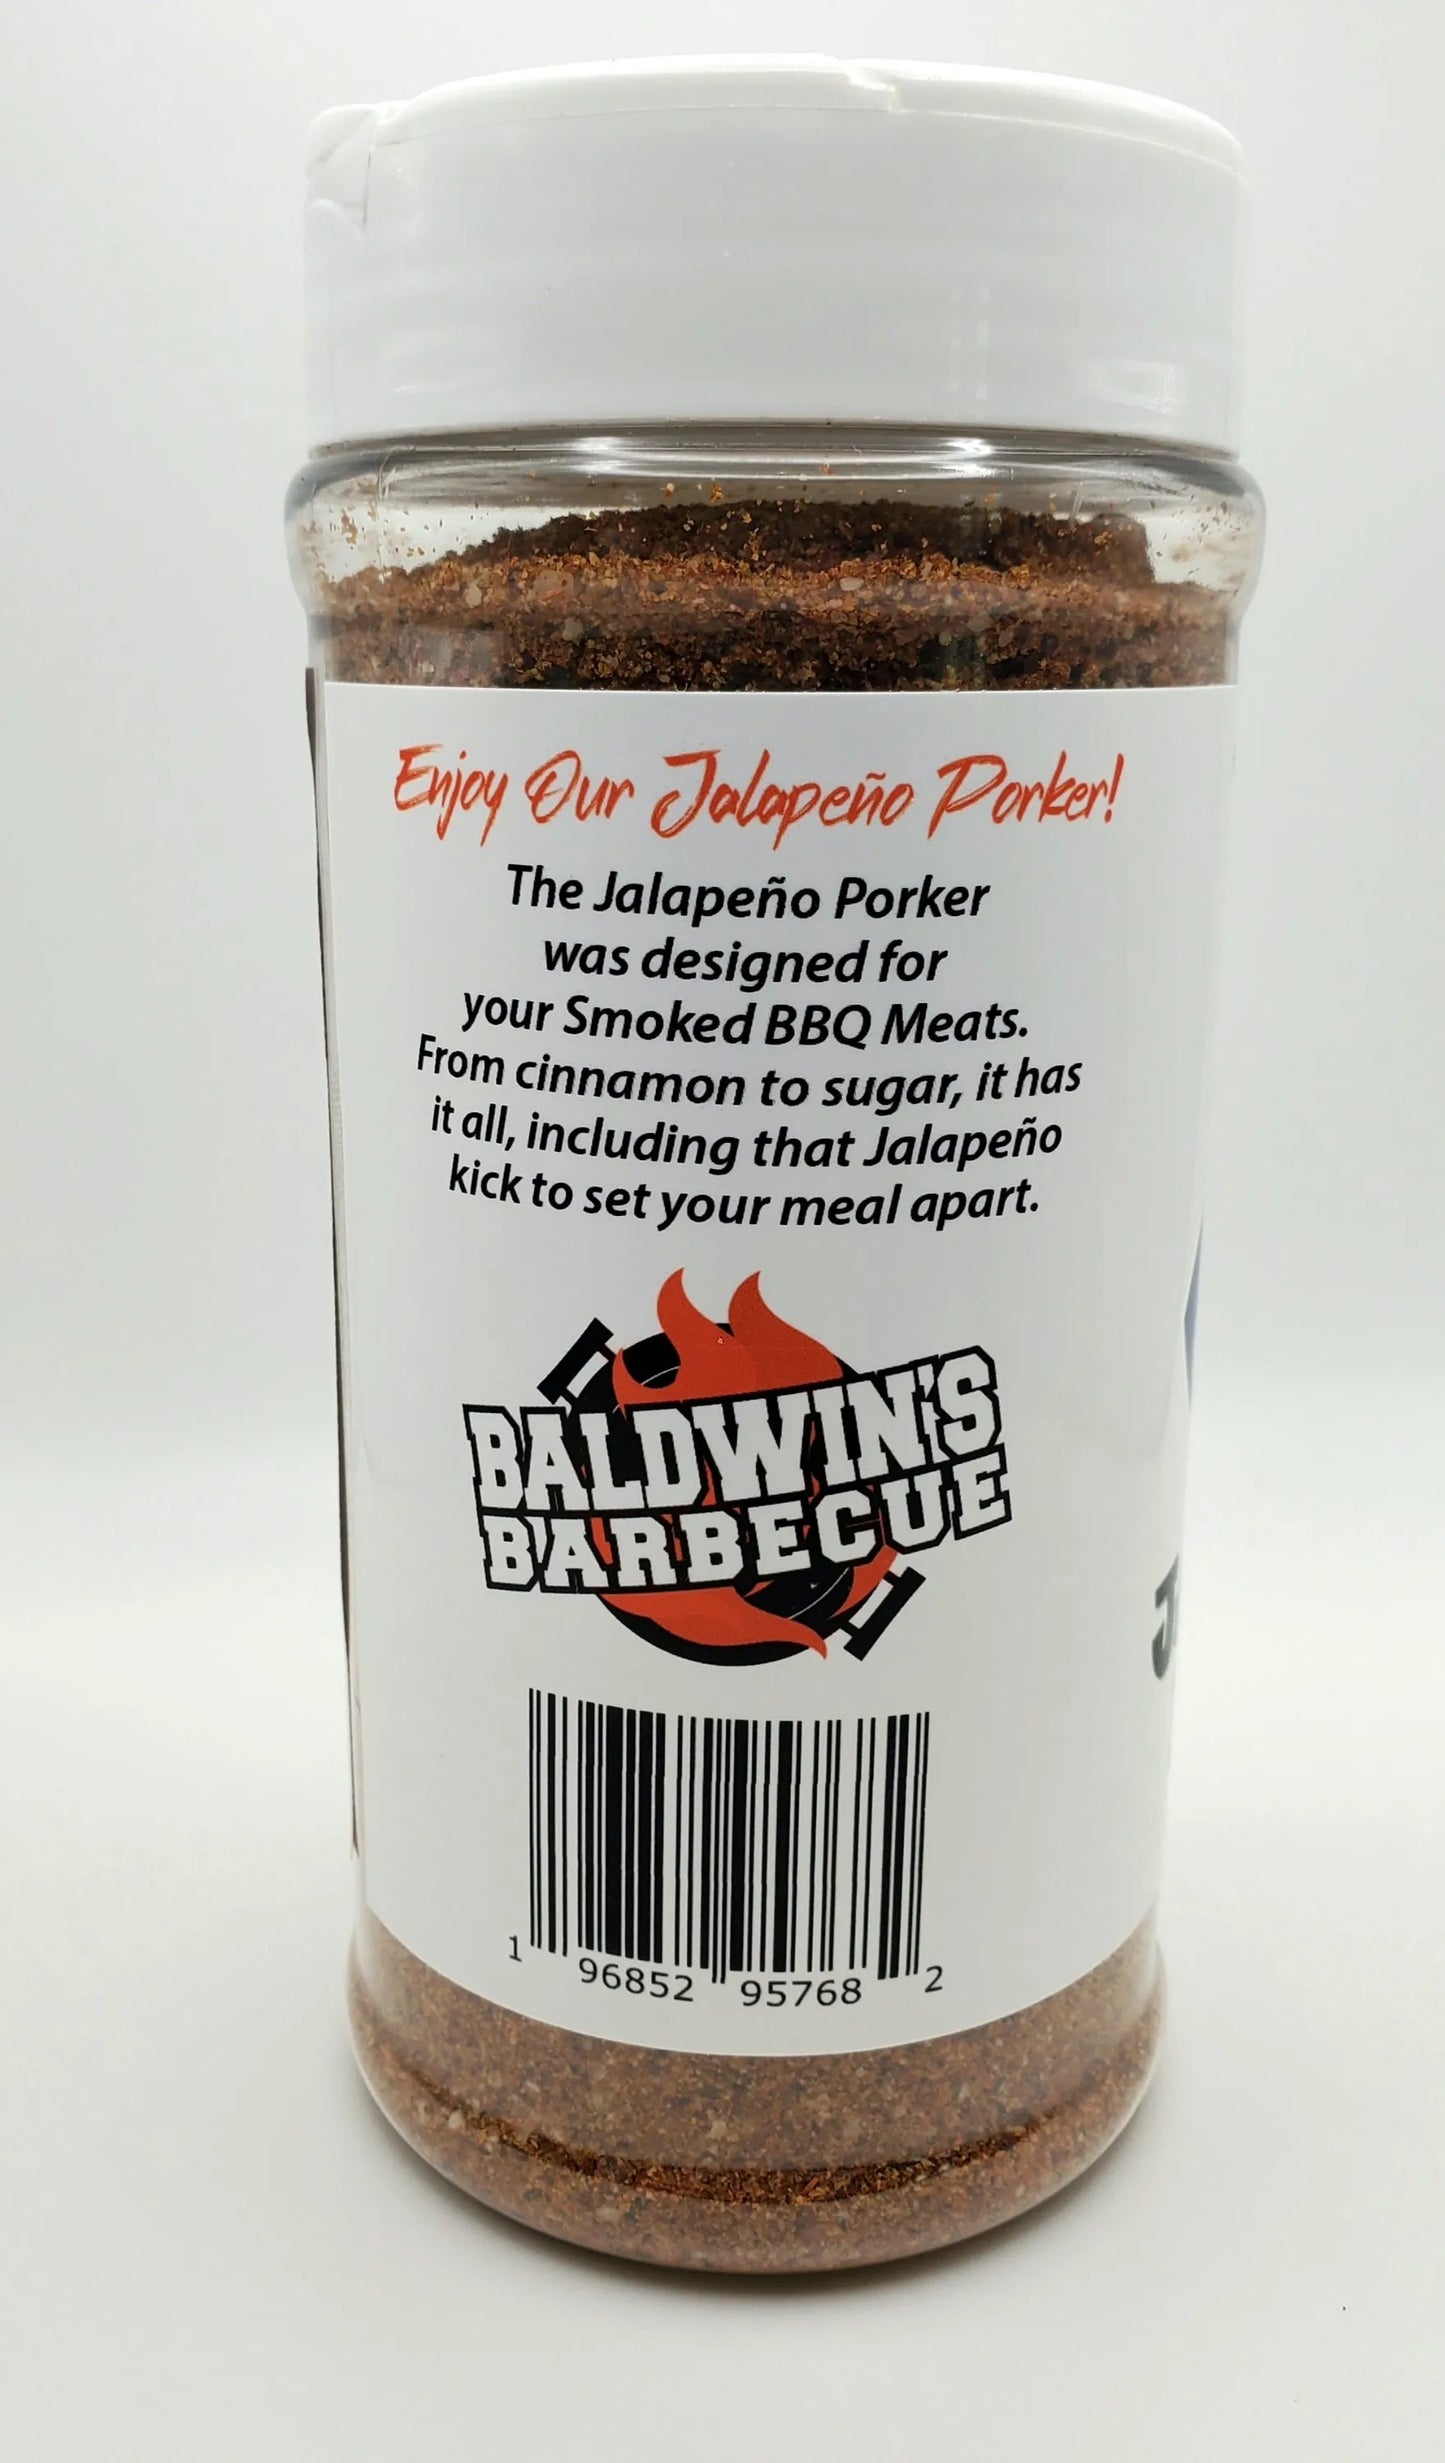 Enjoy Our Jalapeño Porker!
The Jalapeño Porker
was designed for
your Smoked BBQ Meats.
From cinnamon to sugar, it has
it all, including that Jalapeño
kick to set your meal apart.
BALDWIN'S
BARBECUE
1 96852 95768 2
J